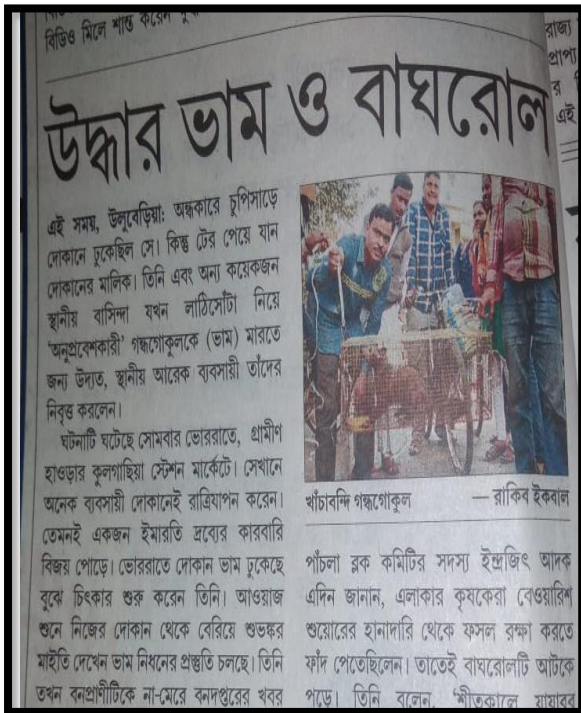 বিডিও মিলে শান্ত করেন
রাজ্য
প্রাপ্য
র
এই
উদ্ধার ভাম ও বাঘরোল
এই সময়, উলুবেড়িয়া: অন্ধকারে চুপিসাড়ে
দোকানে ঢুকেছিল সে। কিন্তু টের পেয়ে যান
দোকানের মালিক। তিনি এবং অন্য কয়েকজন
স্থানীয় বাসিন্দা যখন লাঠিসোঁটা নিয়ে
'অনুপ্রবেশকারী' গন্ধগোকুলকে (ভাম) মারতে
জন্য উদ্যত, স্থানীয় আরেক ব্যবসায়ী তাঁদের
নিবৃত্ত করলেন।
ঘটনাটি ঘটেছে সোমবার ভোররাতে, গ্রামীণ
হাওড়ার কুলগাছিয়া স্টেশন মার্কেটে। সেখানে
অনেক ব্যবসায়ী দোকানেই রাত্রিযাপন করেন।
তেমনই একজন ইমারতি দ্রব্যের কারবারি
বিজয় পোড়ে। ভোররাতে দোকান ভাম ঢুকেছে
বুঝে চিৎকার শুরু করেন তিনি। আওয়াজ
শুনে নিজের দোকান থেকে বেরিয়ে শুভঙ্কর
মাইতি দেখেন ভাম নিধনের প্রস্তুতি চলছে। তিনি
তখন বনপ্রাণীটিকে না-মেরে বনদপ্তরের খবর
খাঁচাবন্দি গন্ধগোকুল — রাকিব ইকবাল
পাঁচলা ব্লক কমিটির সদস্য ইন্দ্রজিৎ আদক
এদিন জানান, এলাকার কৃষকেরা বেওয়ারিশ
শুয়োরের হানাদারি থেকে ফসল রক্ষা করতে
ফাঁদ পেতেছিলেন। তাতেই বাঘরোলটি আটকে
পড়ে। তিনি বলেন, 'শীতকালে যাযাবর